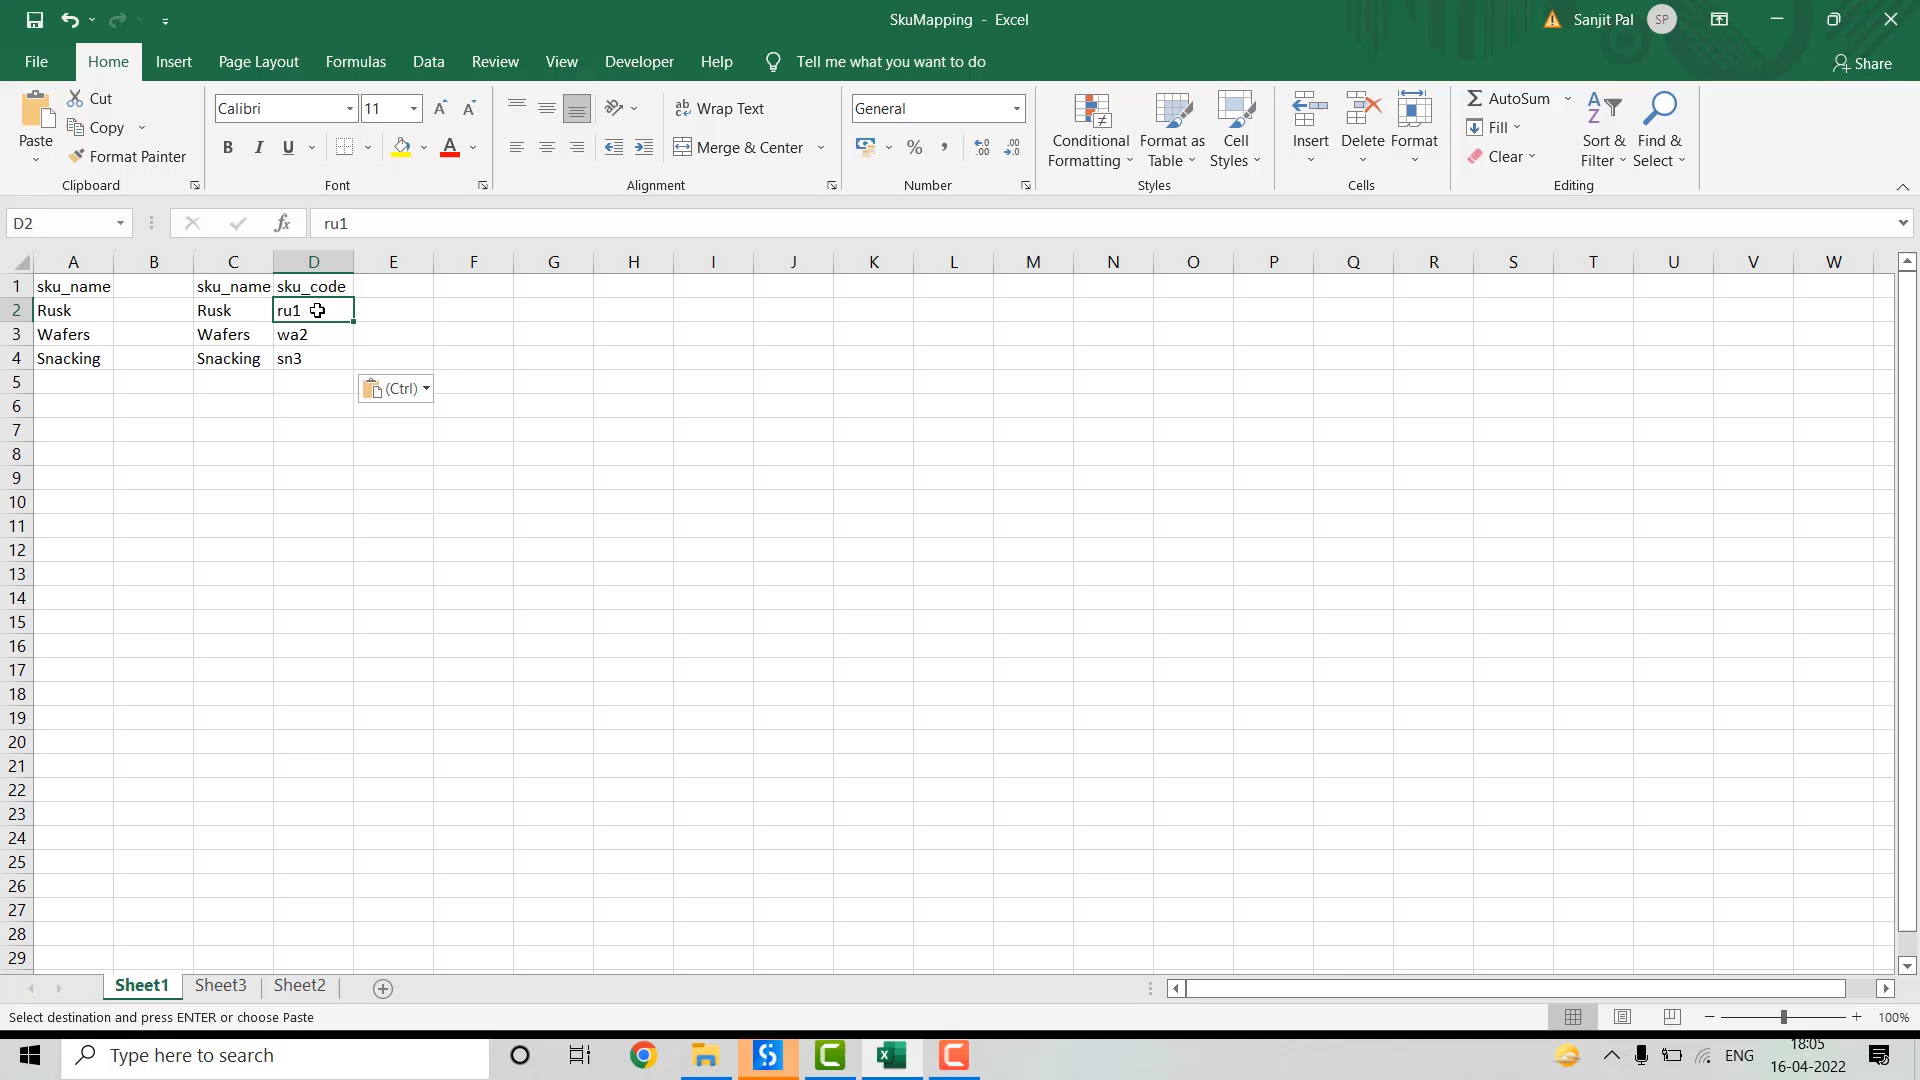 SkuMapping - Excel
Sanjit Pal SP
File Home Insert Page Layout Formulas Data Review View Developer Help Tell me what you want to do Share
Paste
Cut
Copy
Format Painter
Clipboard
Calibri 11
B I U
Font
Wrap Text
Merge & Center
Alignment
General
% ,
Number
Conditional Formatting
Format as Table
Cell Styles
Styles
Insert Delete Format
Cells
AutoSum
Fill
Clear
Sort & Filter
Find & Select
Editing
D2 fx ru1
A B C D E F G H I J K L M N O P Q R S T U V W
1 sku_name sku_name sku_code
2 Rusk Rusk ru1
3 Wafers Wafers wa2
4 Snacking Snacking sn3
5 (Ctrl)
6
7
8
9
10
11
12
13
14
15
16
17
18
19
20
21
22
23
24
25
26
27
28
29
Sheet1 Sheet3 Sheet2
Select destination and press ENTER or choose Paste 100%
Type here to search ENG 18:05
16-04-2022